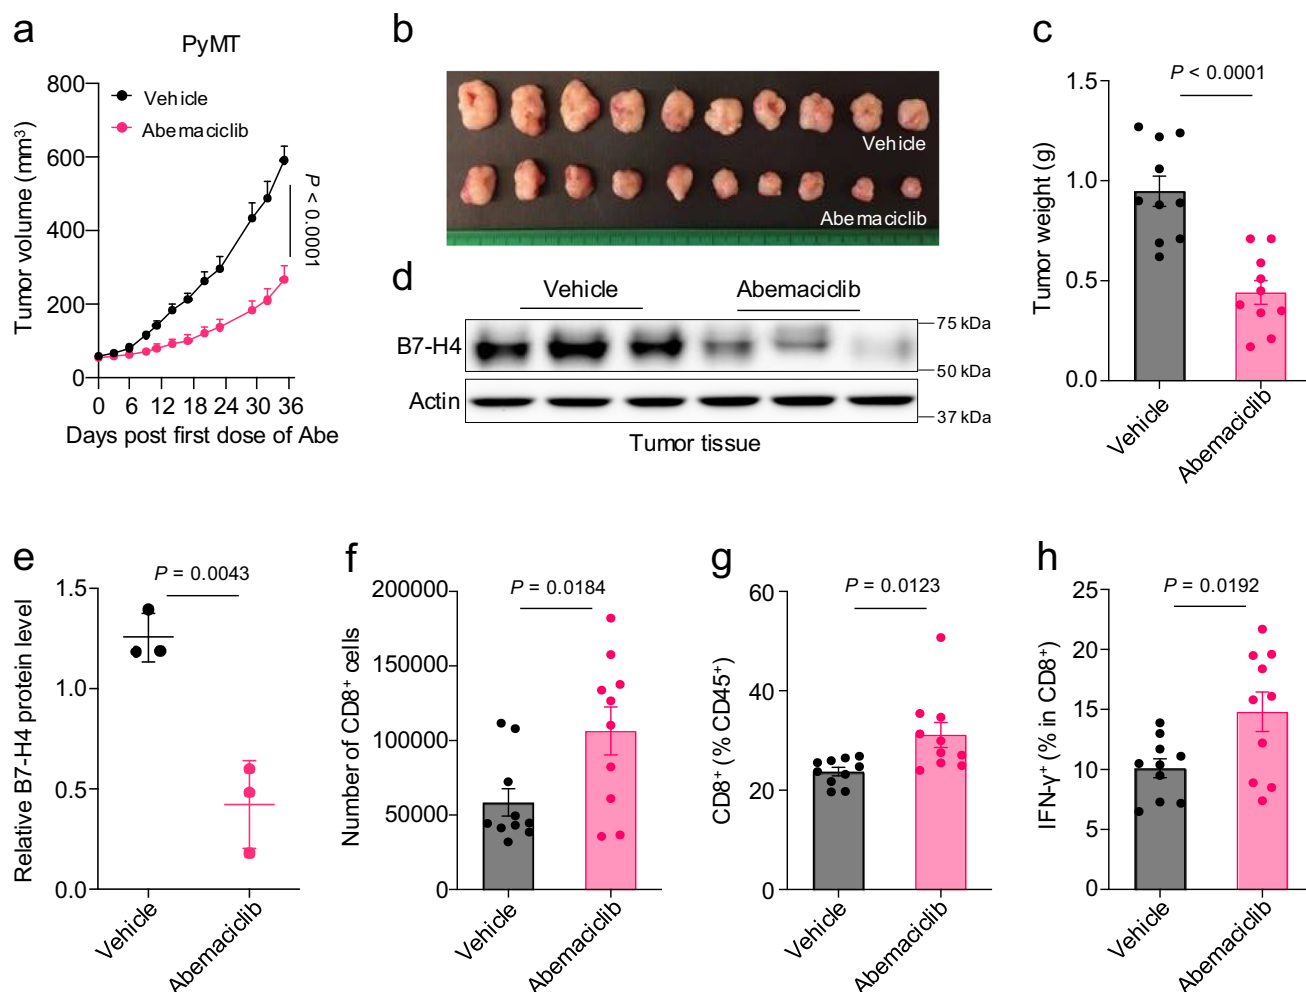 a
PyMT
800
600
400
200
0
Tumor volume (mm³)
Vehicle
Abemaciclib
P < 0.0001
0 6 12 18 24 30 36
Days post first dose of Abe
b
Vehicle
Abemaciclib
c
P < 0.0001
1.5
1.0
0.5
0.0
Tumor weight (g)
Vehicle
Abemaciclib
d
Vehicle Abemaciclib
B7-H4
75 kDa
50 kDa
Actin
37 kDa
Tumor tissue
e
P = 0.0043
1.5
1.0
0.5
0.0
Relative B7-H4 protein level
Vehicle
Abemaciclib
f
P = 0.0184
200000
150000
100000
50000
0
Number of CD8⁺ cells
Vehicle
Abemaciclib
g
P = 0.0123
60
40
20
0
CD8⁺ (% CD45⁺)
Vehicle
Abemaciclib
h
P = 0.0192
25
20
15
10
5
0
IFN-γ⁺ (% in CD8⁺)
Vehicle
Abemaciclib